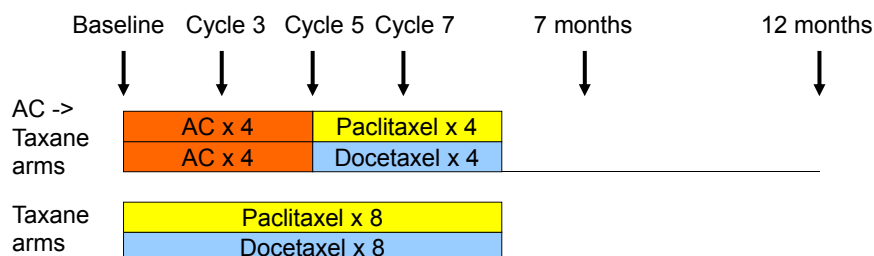 Baseline Cycle 3 Cycle 5 Cycle 7 7 months 12 months
AC ->
Taxane
arms
AC x 4 Paclitaxel x 4
AC x 4 Docetaxel x 4
Taxane
arms
Paclitaxel x 8
Docetaxel x 8